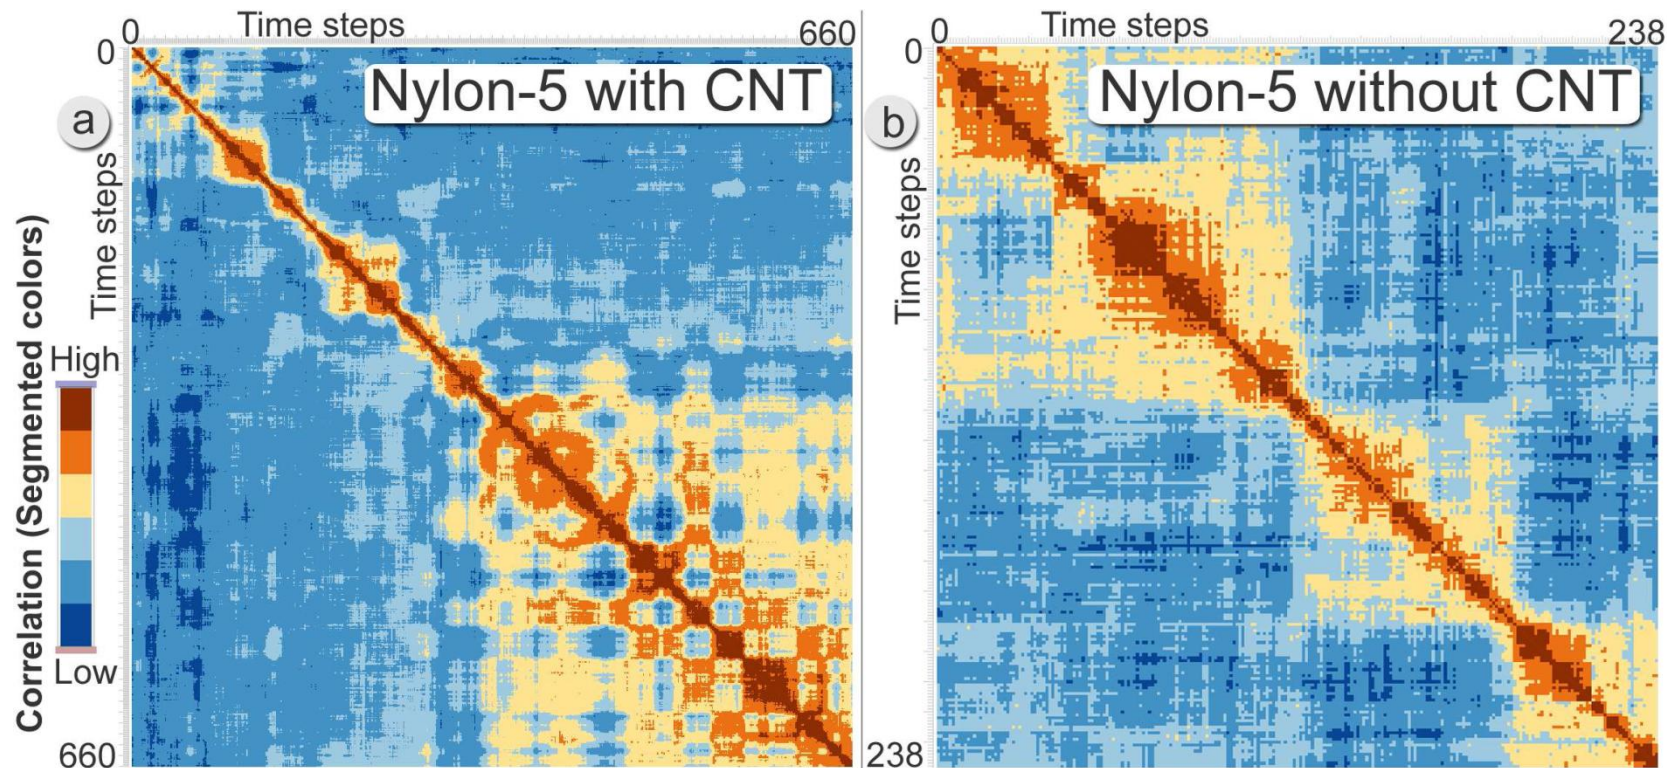 0 Time steps 660
0
Nylon-5 with CNT
a
Time steps
660
0 Time steps 238
0
Nylon-5 without CNT
b
Time steps
238
Correlation (Segmented colors)
High
Low